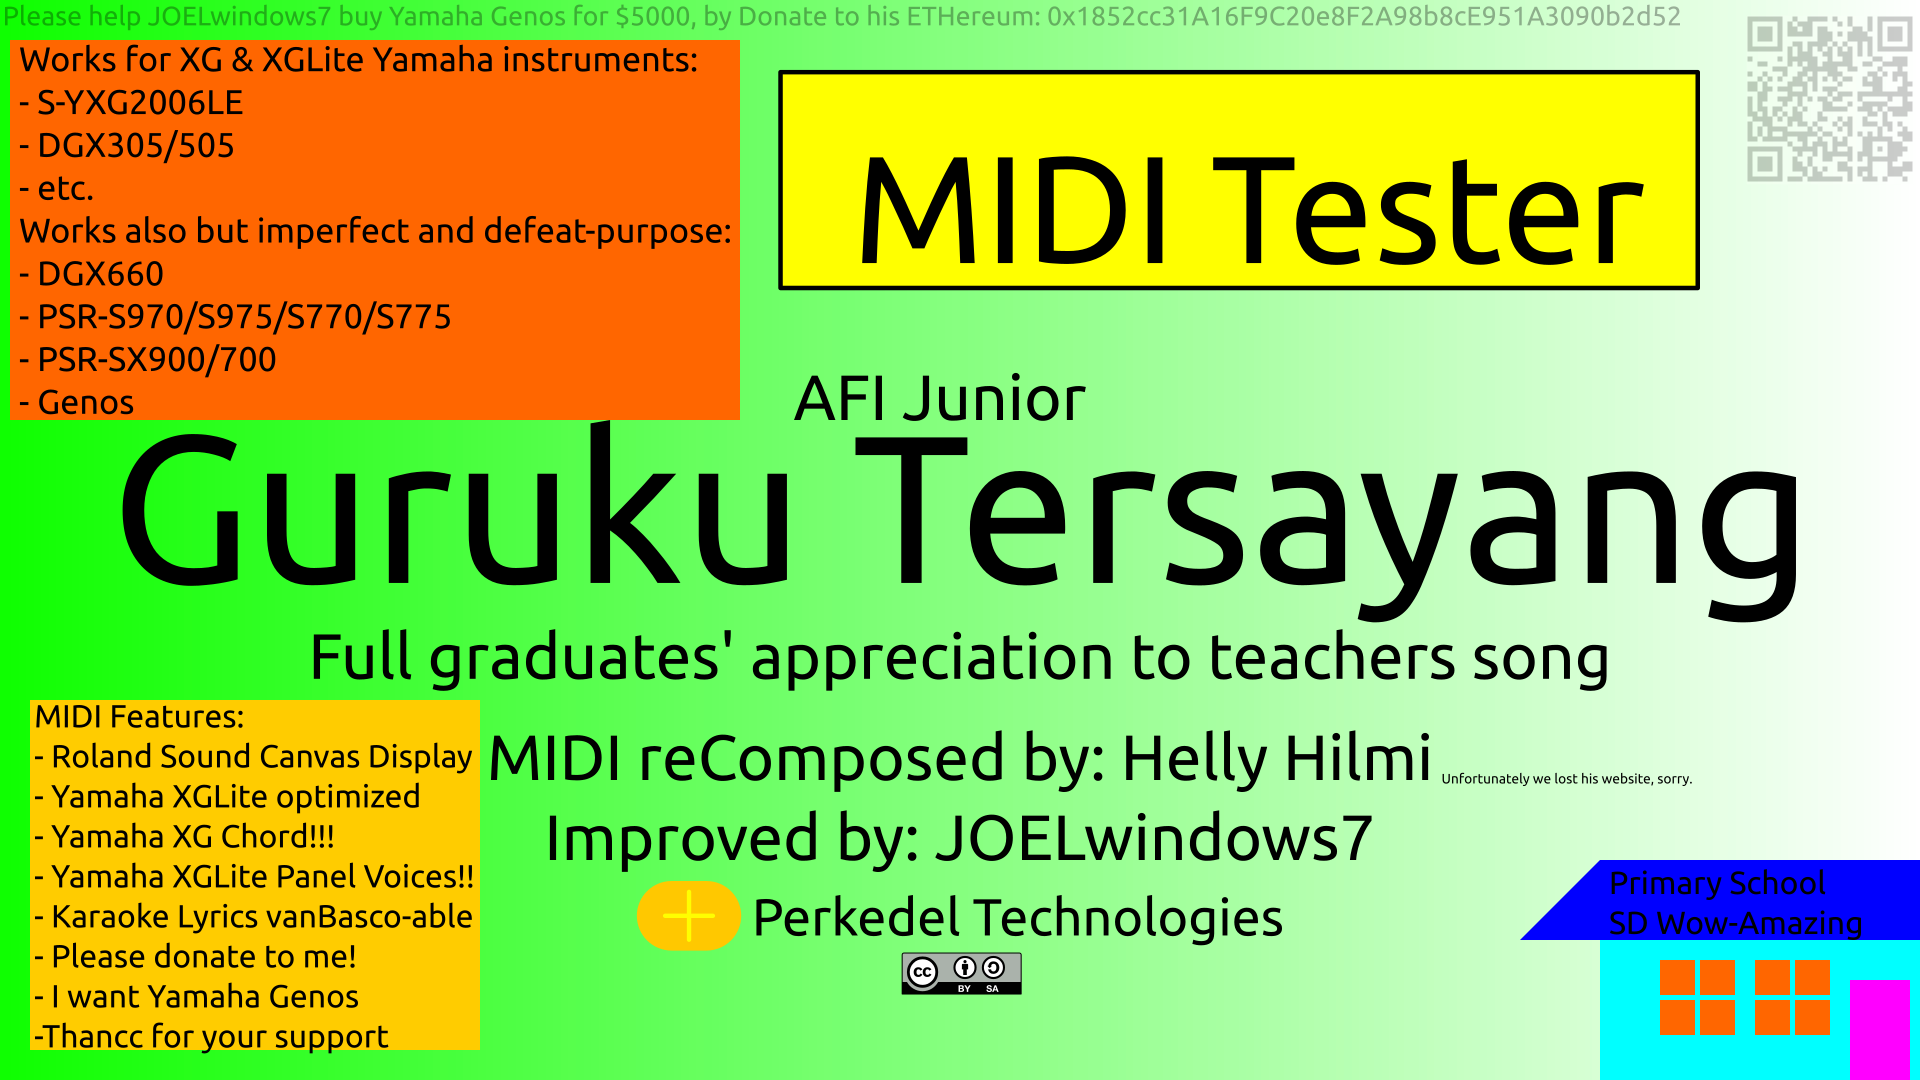 Please help JOELwindows7 buy Yamaha Genos for $5000, by Donate to his ETHereum: 0x1852cc31A16F9C20e8F2A98b8cE951A3090b2d52
Works for XG & XGLite Yamaha instruments:
- S-YXG2006LE
- DGX305/505
- etc.
Works also but imperfect and defeat-purpose:
- DGX660
- PSR-S970/S975/S770/S775
- PSR-SX900/700
- Genos
MIDI Tester
AFI Junior
Guruku Tersayang
Full graduates' appreciation to teachers song
MIDI Features:
- Roland Sound Canvas Display
- Yamaha XGLite optimized
- Yamaha XG Chord!!!
- Yamaha XGLite Panel Voices!!
- Karaoke Lyrics vanBasco-able
- Please donate to me!
- I want Yamaha Genos
-Thancc for your support
MIDI reComposed by: Helly Hilmi Unfortunately we lost his website, sorry.
Improved by: JOELwindows7
Perkedel Technologies
cc BY SA
Primary School
SD Wow-Amazing